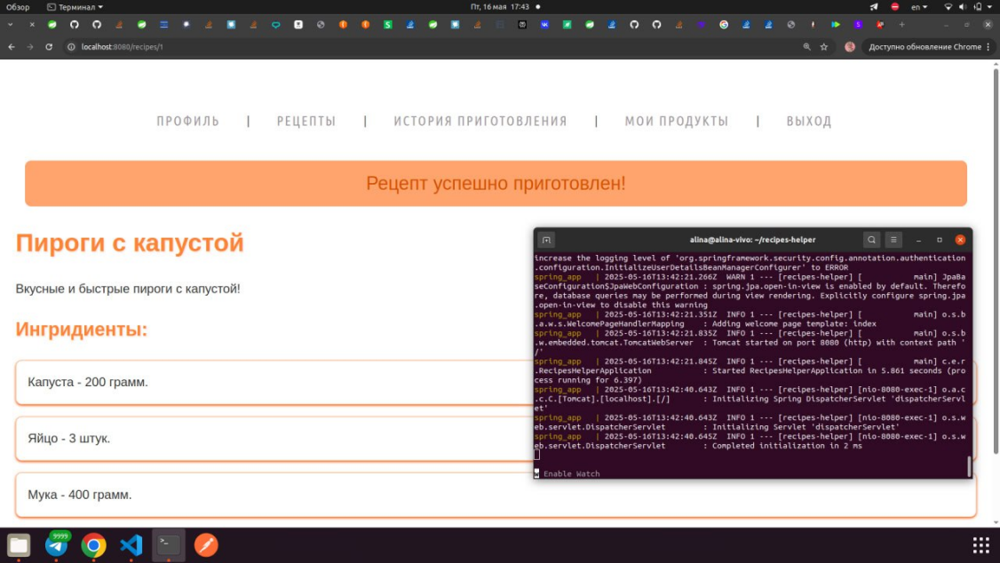 Обзор
Терминал
Пт, 16 мая 17:43
en
localhost:8080/recipes/1
Доступно обновление Chrome
ПРОФИЛЬ | РЕЦЕПТЫ | ИСТОРИЯ ПРИГОТОВЛЕНИЯ | МОИ ПРОДУКТЫ | ВЫХОД
Рецепт успешно приготовлен!
Пироги с капустой
Вкусные и быстрые пироги с капустой!
Ингридиенты:
Капуста - 200 грамм.
Яйцо - 3 штук.
Мука - 400 грамм.
alina@alina-vivo: ~/recipes-helper
increase the logging level of 'org.springframework.security.config.annotation.authentication
.configuration.InitializeUserDetailsBeanManagerConfigurer' to ERROR
spring_app | 2025-05-16T13:42:21.266Z WARN 1 --- [recipes-helper] [ main] JpaBa
seConfiguration$JpaWebConfiguration : spring.jpa.open-in-view is enabled by default. Therefo
re, database queries may be performed during view rendering. Explicitly configure spring.jpa
.open-in-view to disable this warning
spring_app | 2025-05-16T13:42:21.351Z INFO 1 --- [recipes-helper] [ main] o.s.b
.a.w.s.WelcomePageHandlerMapping : Adding welcome page template: index
spring_app | 2025-05-16T13:42:21.835Z INFO 1 --- [recipes-helper] [ main] o.s.b
.w.embedded.tomcat.TomcatWebServer : Tomcat started on port 8080 (http) with context path '
/'
spring_app | 2025-05-16T13:42:21.845Z INFO 1 --- [recipes-helper] [ main] c.e.r
.RecipesHelperApplication : Started RecipesHelperApplication in 5.861 seconds (pro
cess running for 6.397)
spring_app | 2025-05-16T13:42:40.643Z INFO 1 --- [recipes-helper] [nio-8080-exec-1] o.a.c
.c.C.[Tomcat].[localhost].[/] : Initializing Spring DispatcherServlet 'dispatcherServl
et'
spring_app | 2025-05-16T13:42:40.643Z INFO 1 --- [recipes-helper] [nio-8080-exec-1] o.s.w
eb.servlet.DispatcherServlet : Initializing Servlet 'dispatcherServlet'
spring_app | 2025-05-16T13:42:40.645Z INFO 1 --- [recipes-helper] [nio-8080-exec-1] o.s.w
eb.servlet.DispatcherServlet : Completed initialization in 2 ms
w Enable Watch
9999